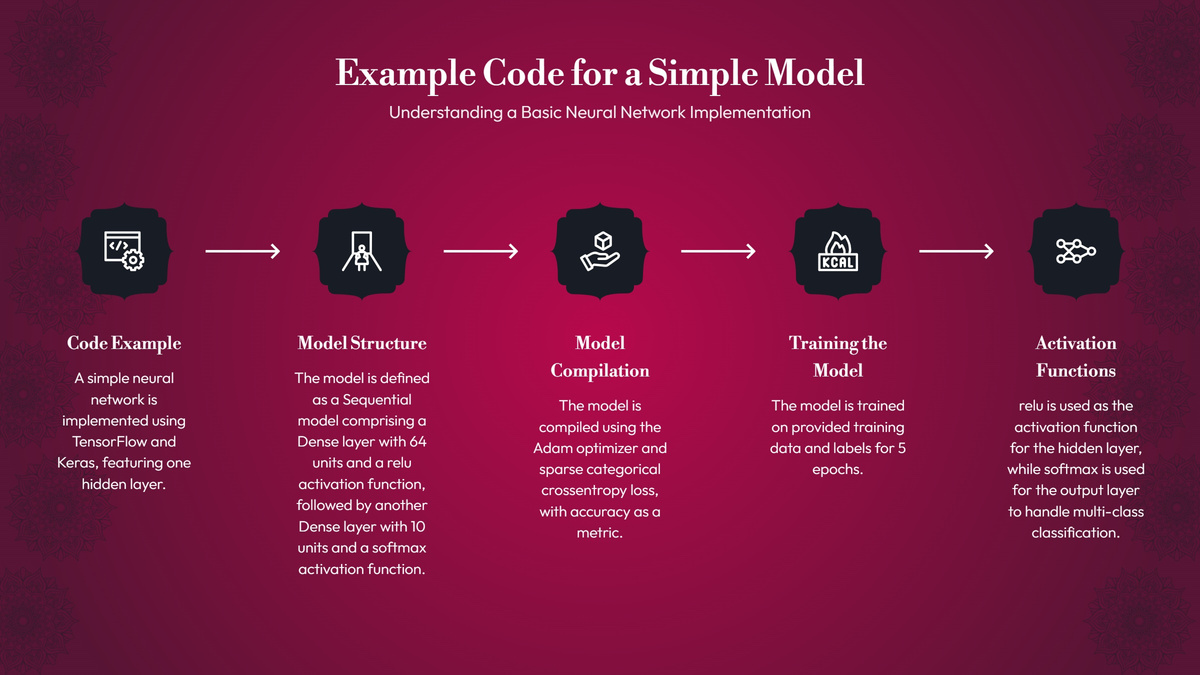 Example Code for a Simple Model
Understanding a Basic Neural Network Implementation
</>
KCAL
Code Example
A simple neural
network is
implemented using
TensorFlow and
Keras, featuring one
hidden layer.
Model Structure
The model is defined
as a Sequential
model comprising a
Dense layer with 64
units and a relu
activation function,
followed by another
Dense layer with 10
units and a softmax
activation function.
Model
Compilation
The model is
compiled using the
Adam optimizer and
sparse categorical
crossentropy loss,
with accuracy as a
metric.
Training the
Model
The model is trained
on provided training
data and labels for 5
epochs.
Activation
Functions
relu is used as the
activation function
for the hidden layer,
while softmax is used
for the output layer
to handle multi-class
classification.